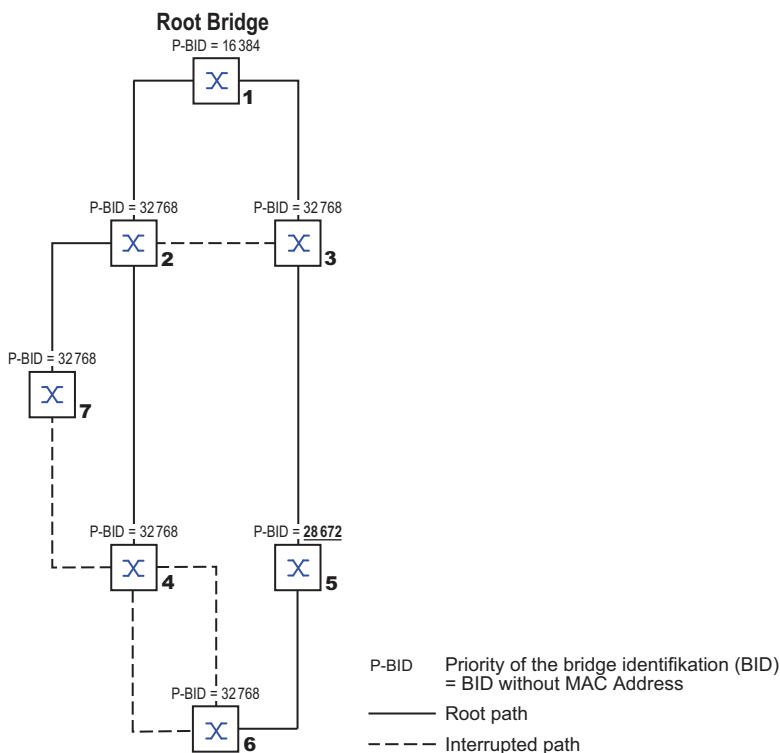 Root Bridge
P-BID = 16 384
1
P-BID = 32 768
P-BID = 32 768
2
3
P-BID = 32 768
7
P-BID = 32 768
P-BID = 28 672
4
5
P-BID = 32 768
6
P-BID Priority of the bridge identifikation (BID)
= BID without MAC Address
Root path
Interrupted path